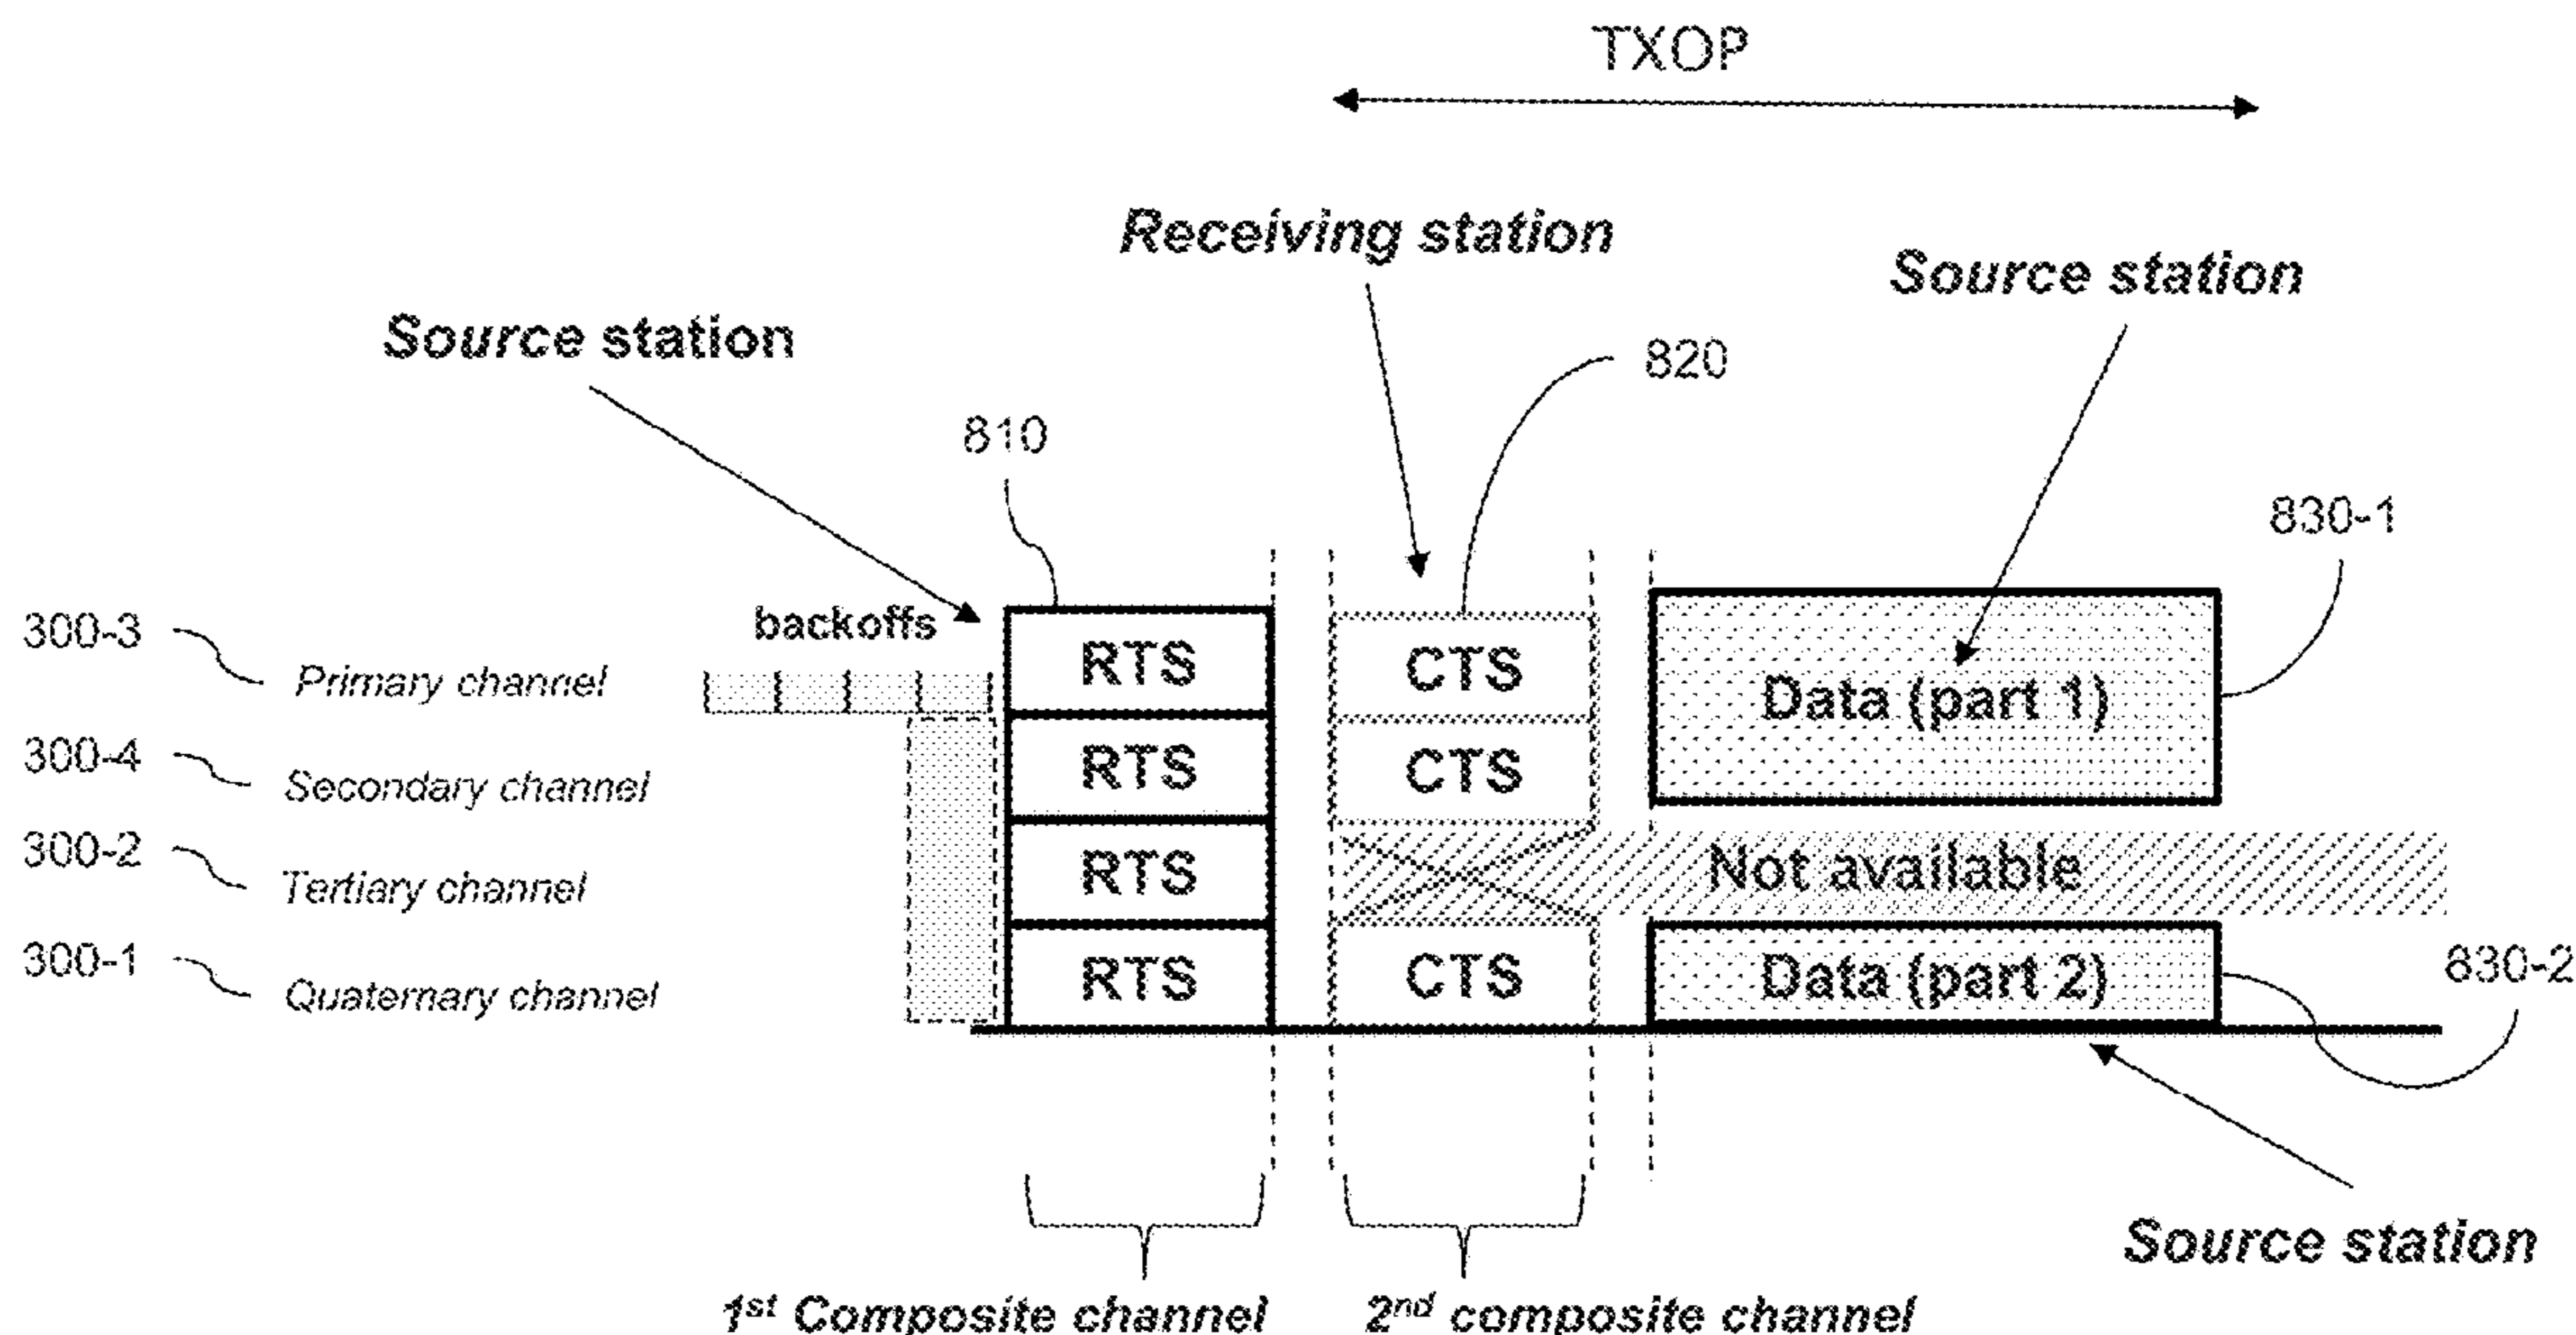 TXOP
Receiving station
Source station
Source station
820
810
830-1
300-3
backoffs
Primary channel
RTS
CTS
Data (part 1)
300-4
Secondary channel
RTS
CTS
300-2
Tertiary channel
RTS
Not available
300-1
Quaternary channel
RTS
CTS
Data (part 2)
830-2
Source station
1st Composite channel
2nd composite channel